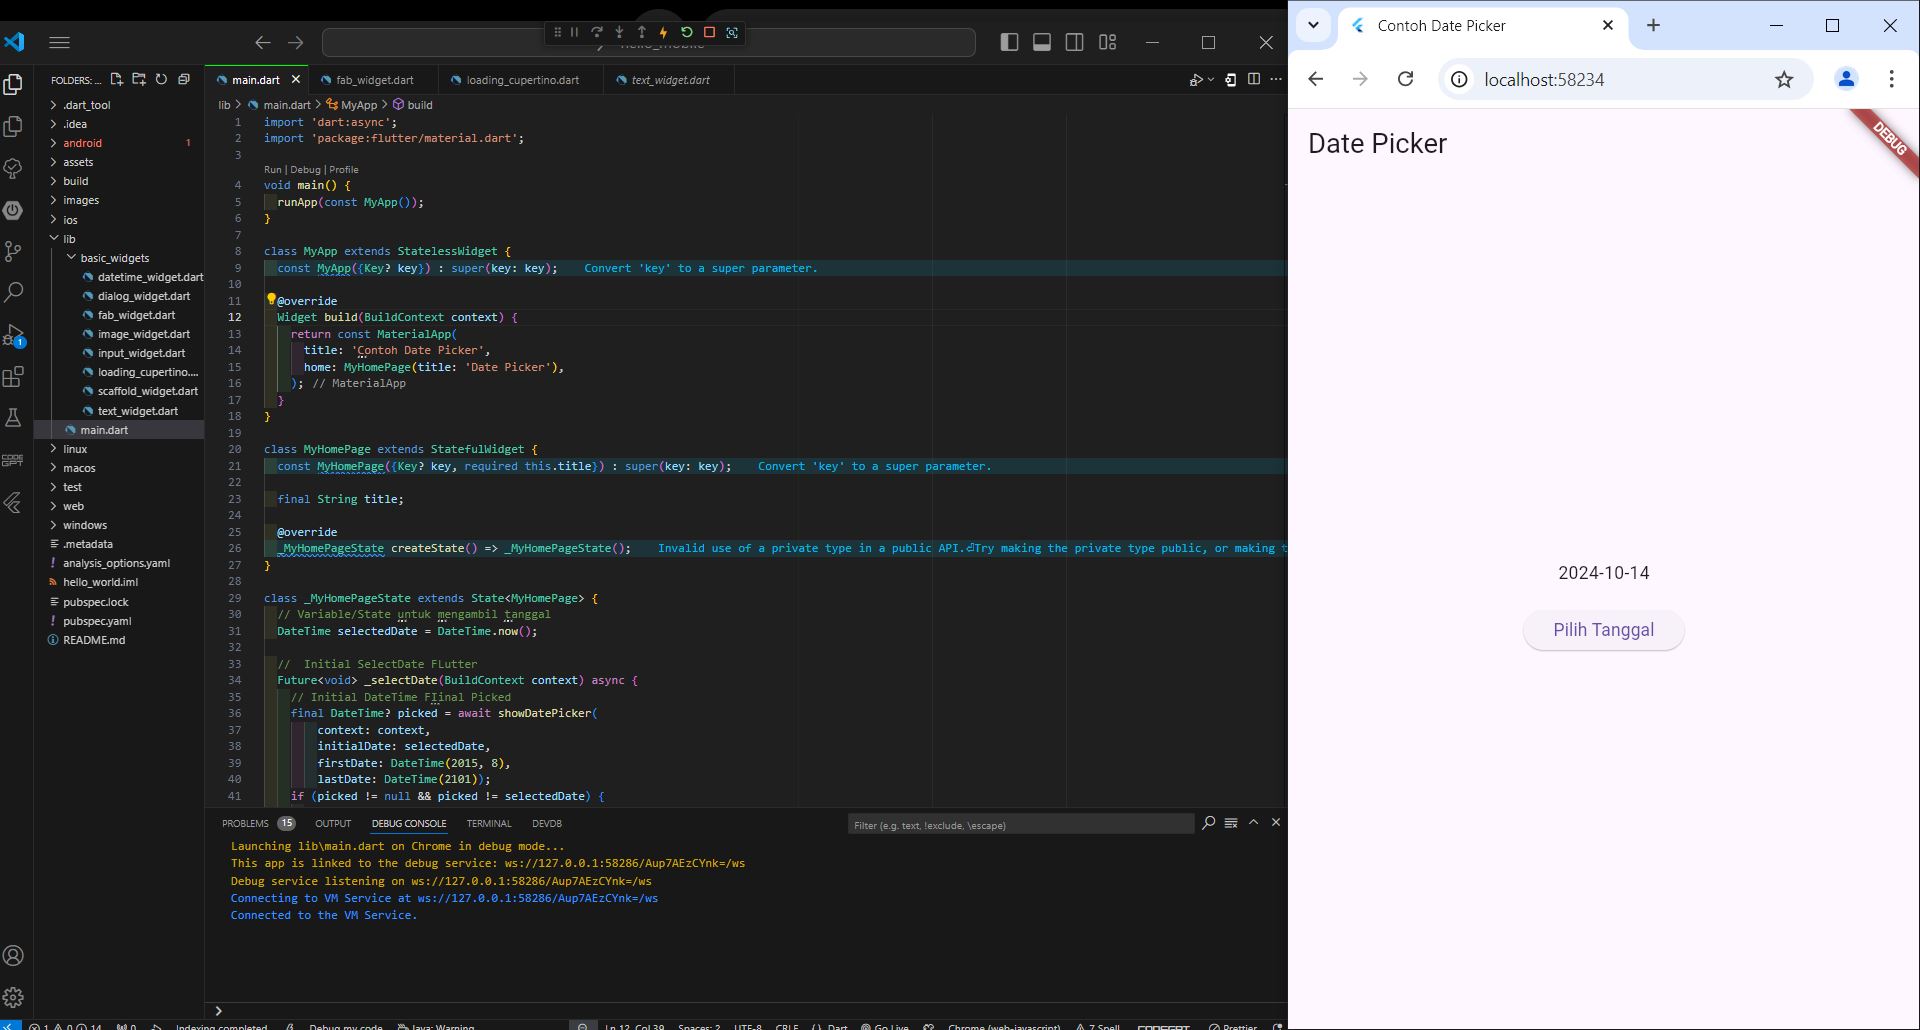 hello_mobile
FOLDERS: ...
.dart_tool
.idea
android 1
assets
build
images
ios
lib
basic_widgets
datetime_widget.dart
dialog_widget.dart
fab_widget.dart
image_widget.dart
input_widget.dart
loading_cupertino....
scaffold_widget.dart
text_widget.dart
main.dart
linux
macos
test
web
windows
.metadata
analysis_options.yaml
hello_world.iml
pubspec.lock
pubspec.yaml
README.md
1
main.dart fab_widget.dart loading_cupertino.dart text_widget.dart
lib > main.dart > MyApp > build
1 import 'dart:async';
2 import 'package:flutter/material.dart';
3
Run | Debug | Profile
4 void main() {
5 runApp(const MyApp());
6 }
7
8 class MyApp extends StatelessWidget {
9 const MyApp({Key? key}) : super(key: key); Convert 'key' to a super parameter.
10
11 @override
12 Widget build(BuildContext context) {
13 return const MaterialApp(
14 title: 'Contoh Date Picker',
15 home: MyHomePage(title: 'Date Picker'),
16 ); // MaterialApp
17 }
18 }
19
20 class MyHomePage extends StatefulWidget {
21 const MyHomePage({Key? key, required this.title}) : super(key: key); Convert 'key' to a super parameter.
22
23 final String title;
24
25 @override
26 _MyHomePageState createState() => _MyHomePageState(); Invalid use of a private type in a public API.⏎Try making the private type public, or making t
27 }
28
29 class _MyHomePageState extends State<MyHomePage> {
30 // Variable/State untuk mengambil tanggal
31 DateTime selectedDate = DateTime.now();
32
33 //  Initial SelectDate FLutter
34 Future<void> _selectDate(BuildContext context) async {
35 // Initial DateTime FIinal Picked
36 final DateTime? picked = await showDatePicker(
37 context: context,
38 initialDate: selectedDate,
39 firstDate: DateTime(2015, 8),
40 lastDate: DateTime(2101));
41 if (picked != null && picked != selectedDate) {
PROBLEMS 15 OUTPUT DEBUG CONSOLE TERMINAL DEVDB
Filter (e.g. text, !exclude, \escape)
Launching lib\main.dart on Chrome in debug mode...
This app is linked to the debug service: ws://127.0.0.1:58286/Aup7AEzCYnk=/ws
Debug service listening on ws://127.0.0.1:58286/Aup7AEzCYnk=/ws
Connecting to VM Service at ws://127.0.0.1:58286/Aup7AEzCYnk=/ws
Connected to the VM Service.
1 0 14 0 Indexing completed Debug my code Java: Warning Ln 12, Col 39 Spaces: 2 UTF-8 CRLF {} Dart Go Live Chrome (web-javascript) 7 Spell CODEGPT Prettier
Contoh Date Picker
localhost:58234
Date Picker
DEBUG
2024-10-14
Pilih Tanggal